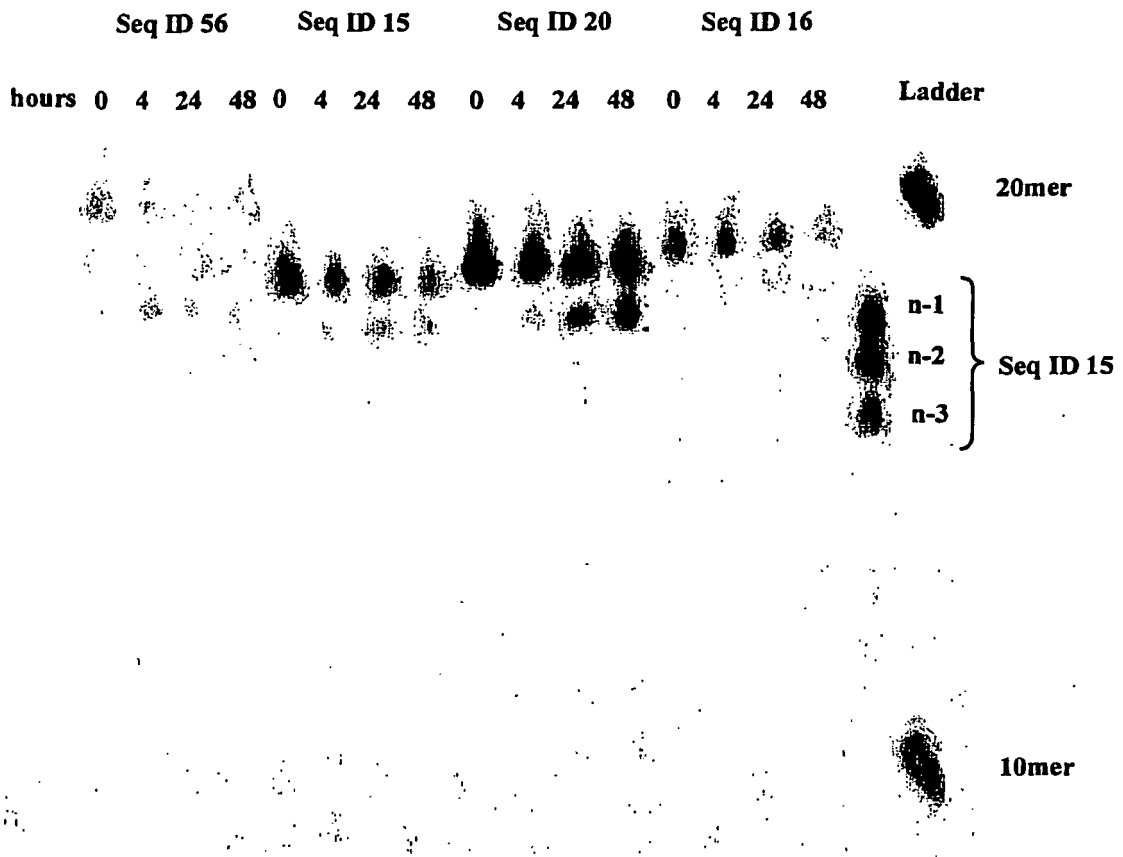 Seq ID 56 Seq ID 15 Seq ID 20 Seq ID 16
hours 0 4 24 48 0 4 24 48 0 4 24 48 0 4 24 48 Ladder
20mer
n-1
n-2 Seq ID 15
n-3
10mer